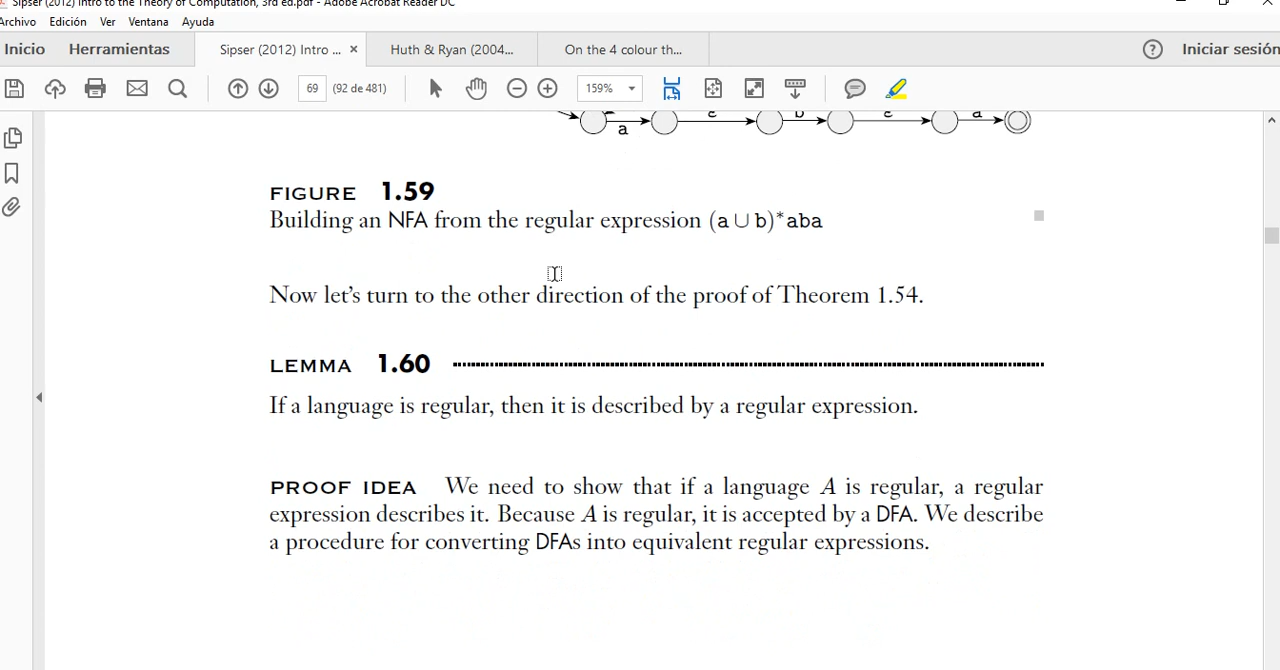 Sipser (2012) Intro to the Theory of Computation, 3rd ed.pdf - Adobe Acrobat Reader DC
Archivo Edición Ver Ventana Ayuda
Inicio Herramientas Sipser (2012) Intro ... × Huth & Ryan (2004... On the 4 colour th... ? Iniciar sesión
69 (92 de 481) 159%
a ε b ε a
FIGURE 1.59
Building an NFA from the regular expression (a ∪ b)*aba
Now let's turn to the other direction of the proof of Theorem 1.54.
LEMMA 1.60
If a language is regular, then it is described by a regular expression.
PROOF IDEA We need to show that if a language A is regular, a regular
expression describes it. Because A is regular, it is accepted by a DFA. We describe
a procedure for converting DFAs into equivalent regular expressions.